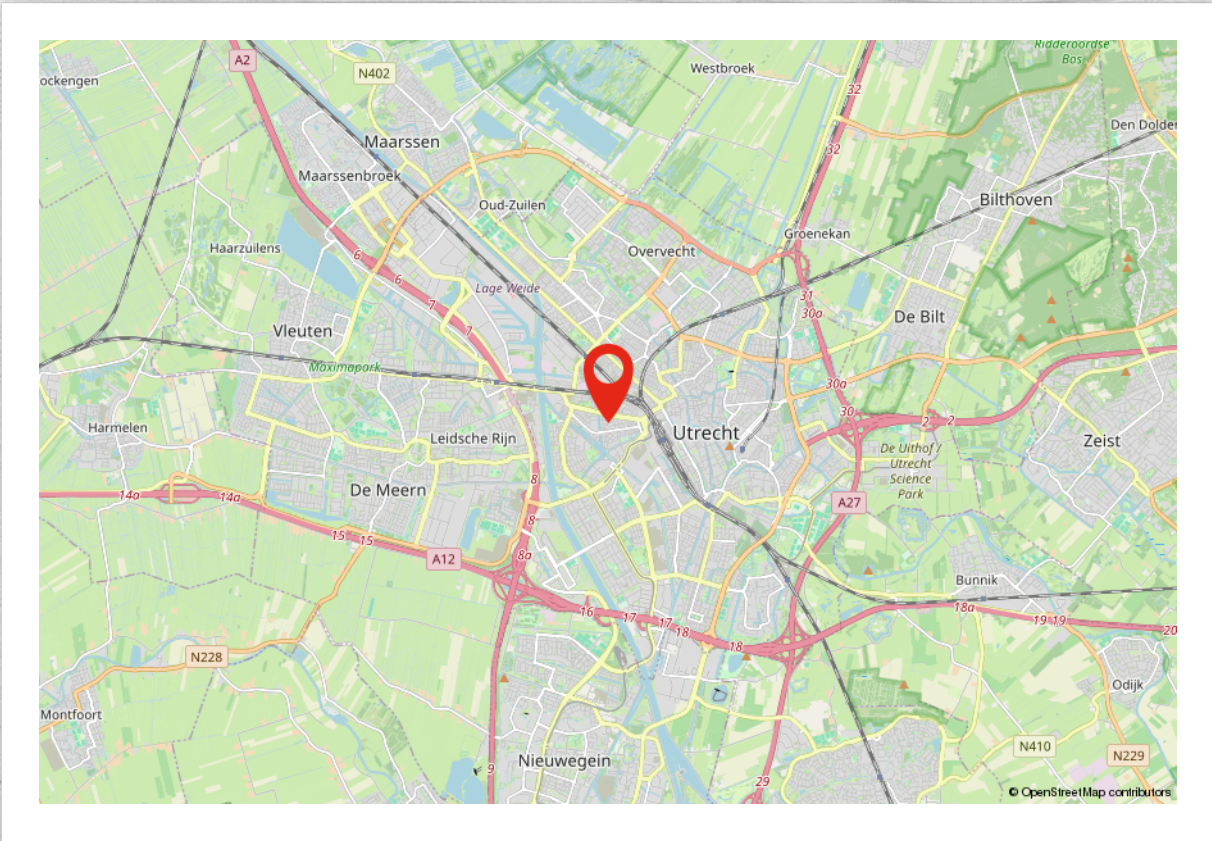 A2
N402
Westbroek
Ridderoordse
Bos
ockengen
32
Den Dolder
Maarssen
32
Maarssenbroek
Bilthoven
Oud-Zuilen
Groenekan
Haarzuilens
Overvecht
6
6
Lage Weide
31
7
30a
De Bilt
Vleuten
7
Máximapark
30a
30
2
2
Harmelen
Leidsche Rijn
Utrecht
Zeist
De Uithof /
Utrecht
Science
Park
8
De Meern
14a
14a
A27
8
15
15
A12
8a
Bunnik
16
17
17
18
18a
19
19
20
18
N228
Odijk
Montfoort
N410
N229
Nieuwegein
9
29
© OpenStreetMap contributors